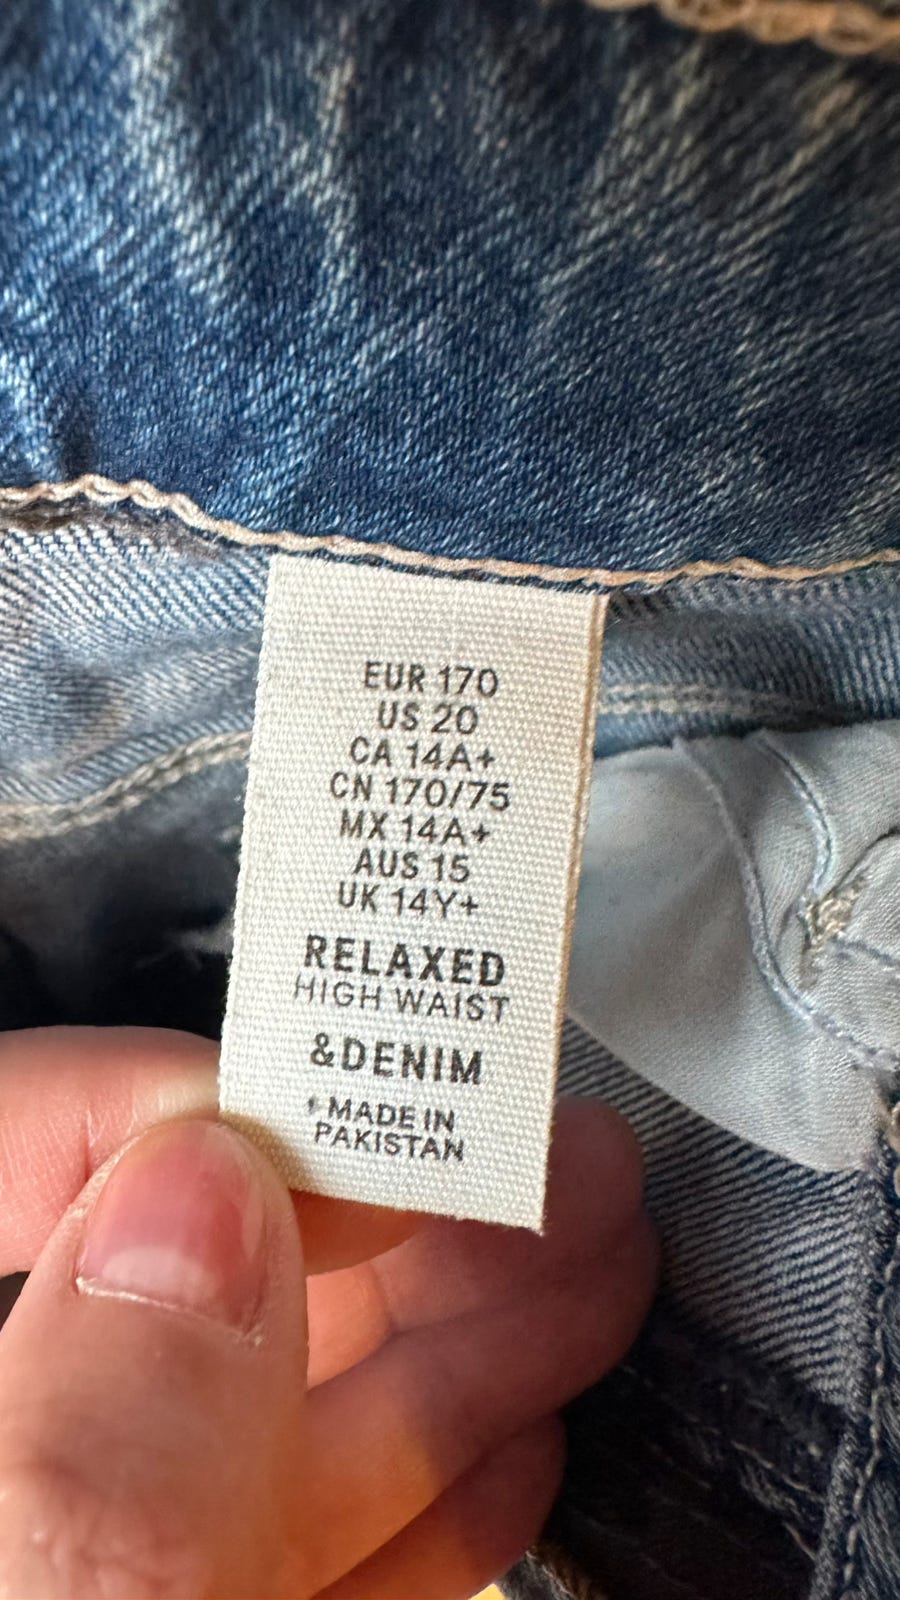 EUR 170
US 20
CA 14A+
CN 170/75
MX 14A+
AUS 15
UK 14Y+
RELAXED
HIGH WAIST
&DENIM
MADE IN
PAKISTAN